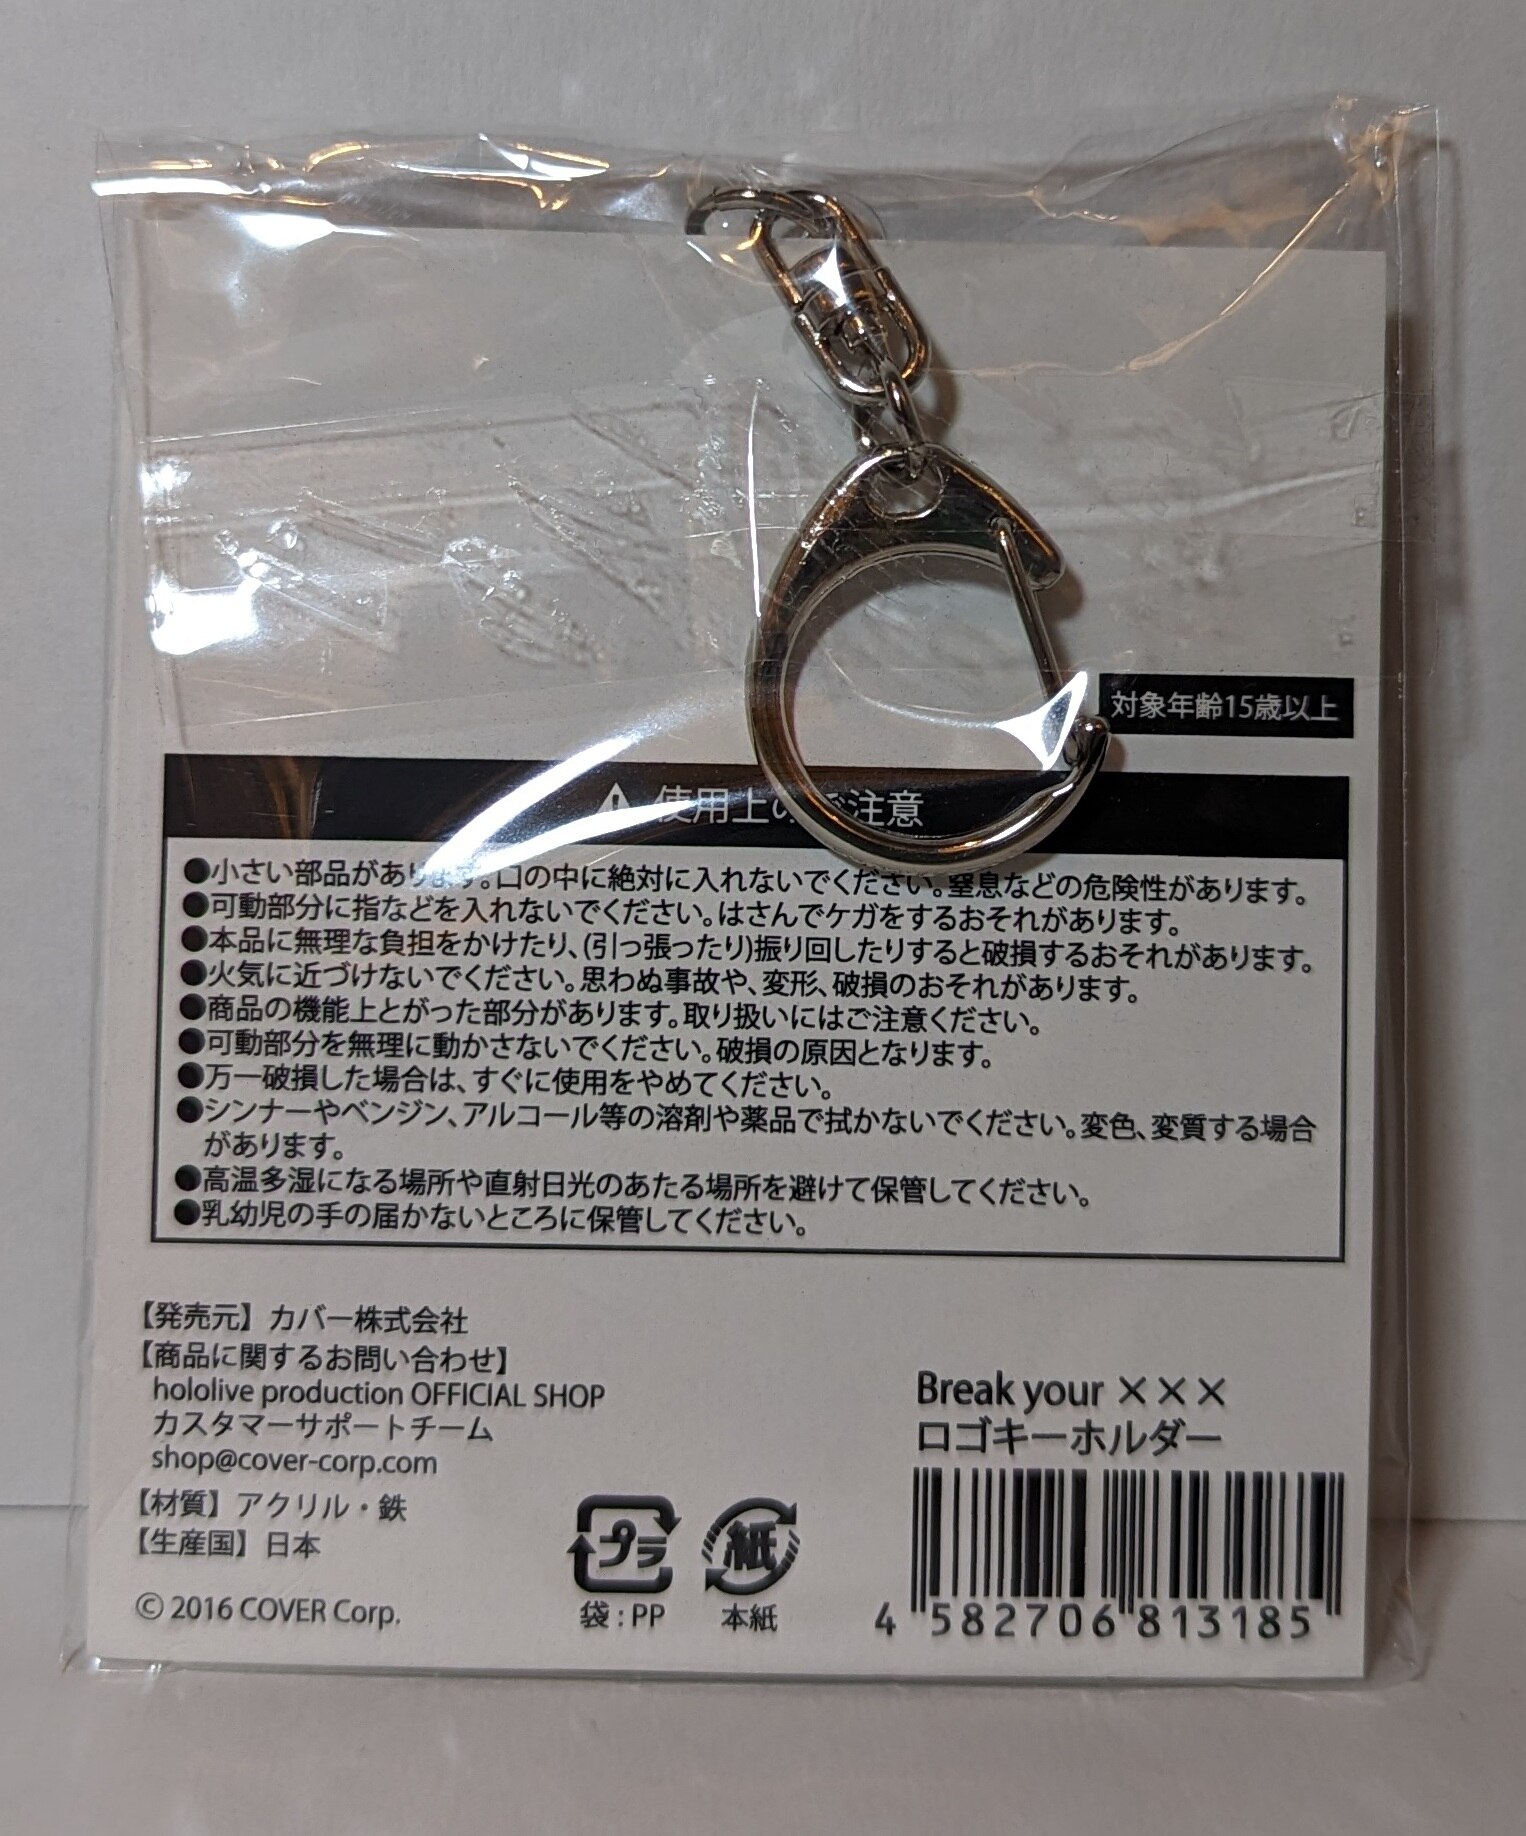 対象年齢15歳以上
使用上のご注意
●小さい部品があります。口の中に絶対に入れないでください。窒息などの危険性があります。
●可動部分に指などを入れないでください。はさんでケガをするおそれがあります。
●本品に無理な負担をかけたり、(引っ張ったり)振り回したりすると破損するおそれがあります。
●火気に近づけないでください。思わぬ事故や、変形、破損のおそれがあります。
●商品の機能上とがった部分があります。取り扱いにはご注意ください。
●可動部分を無理に動かさないでください。破損の原因となります。
●万一破損した場合は、すぐに使用をやめてください。
●シンナーやベンジン、アルコール等の溶剤や薬品で拭かないでください。変色、変質する場合
があります。
●高温多湿になる場所や直射日光のあたる場所を避けて保管してください。
●乳幼児の手の届かないところに保管してください。
【発売元】カバー株式会社
【商品に関するお問い合わせ】
hololive production OFFICIAL SHOP
カスタマーサポートチーム
shop@cover-corp.com
【材質】アクリル・鉄
【生産国】日本
© 2016 COVER Corp.
プラ
袋:PP
紙
本紙
Break your ×××
ロゴキーホルダー
4 582706 813185